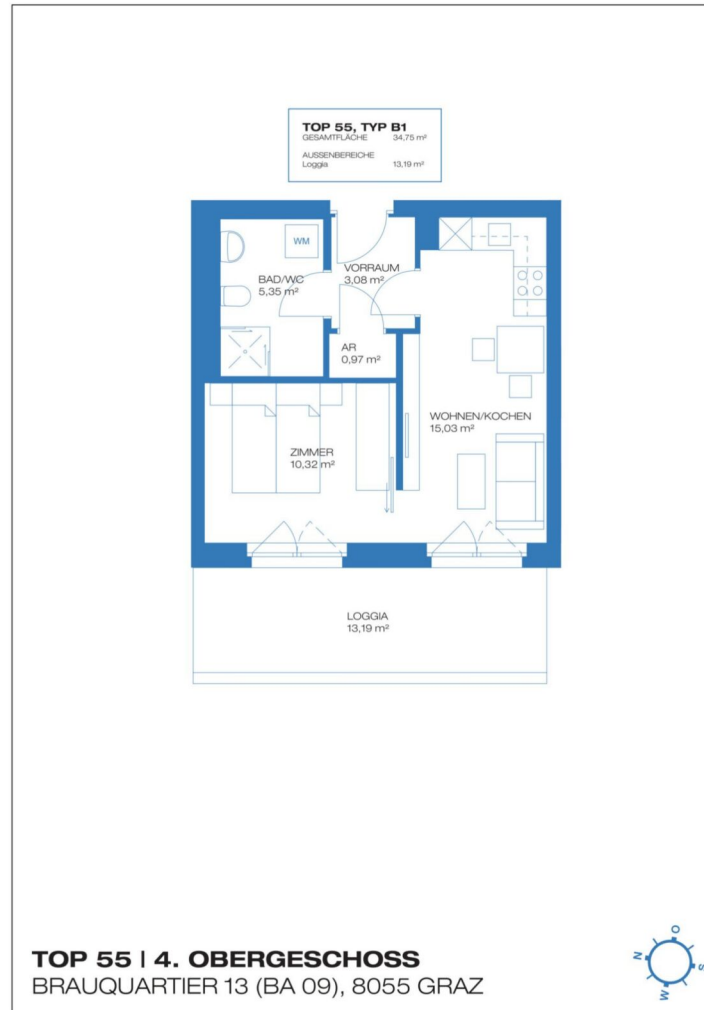 TOP 55, TYP B1
GESAMTFLÄCHE 34,75 m²
AUSSENBEREICHE
Loggia 13,19 m²
WM
BAD/WC
5,35 m²
VORRAUM
3,08 m²
AR
0,97 m²
WOHNEN/KOCHEN
15,03 m²
ZIMMER
10,32 m²
LOGGIA
13,19 m²
TOP 55 | 4. OBERGESCHOSS
BRAUQUARTIER 13 (BA 09), 8055 GRAZ
N
O
S
W